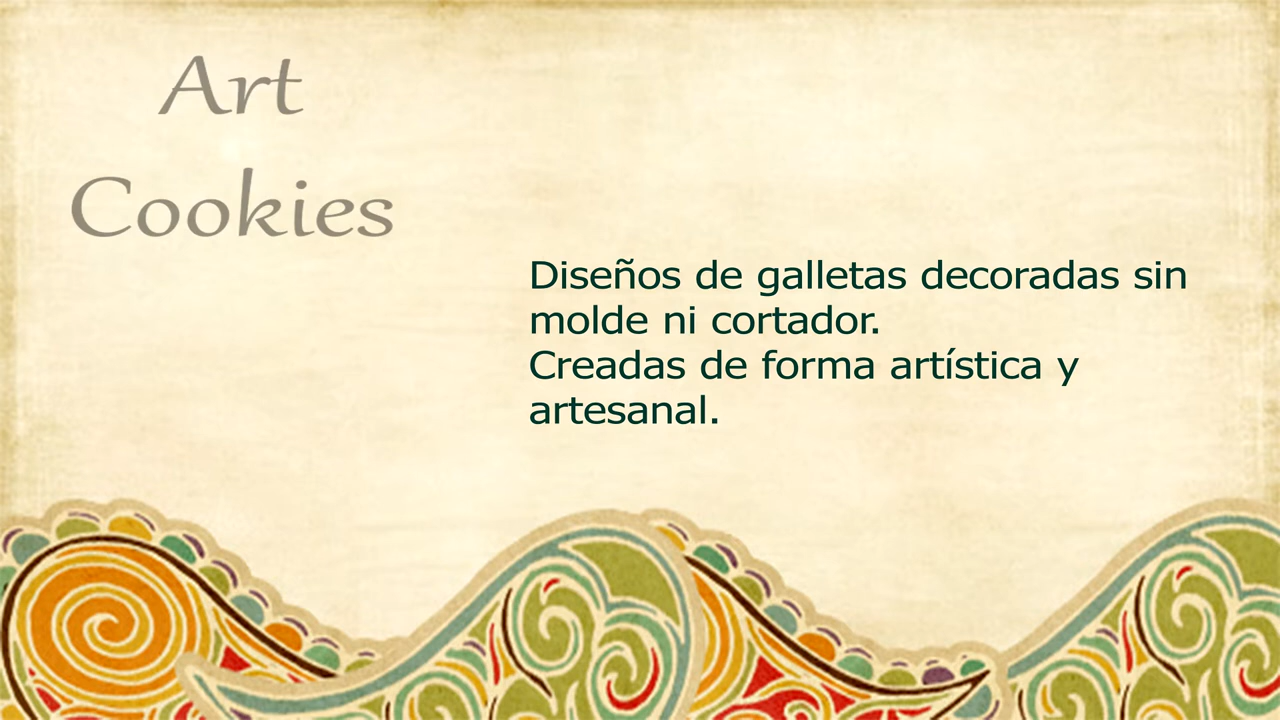 Art
Cookies
Diseños de galletas decoradas sin
molde ni cortador.
Creadas de forma artística y
artesanal.